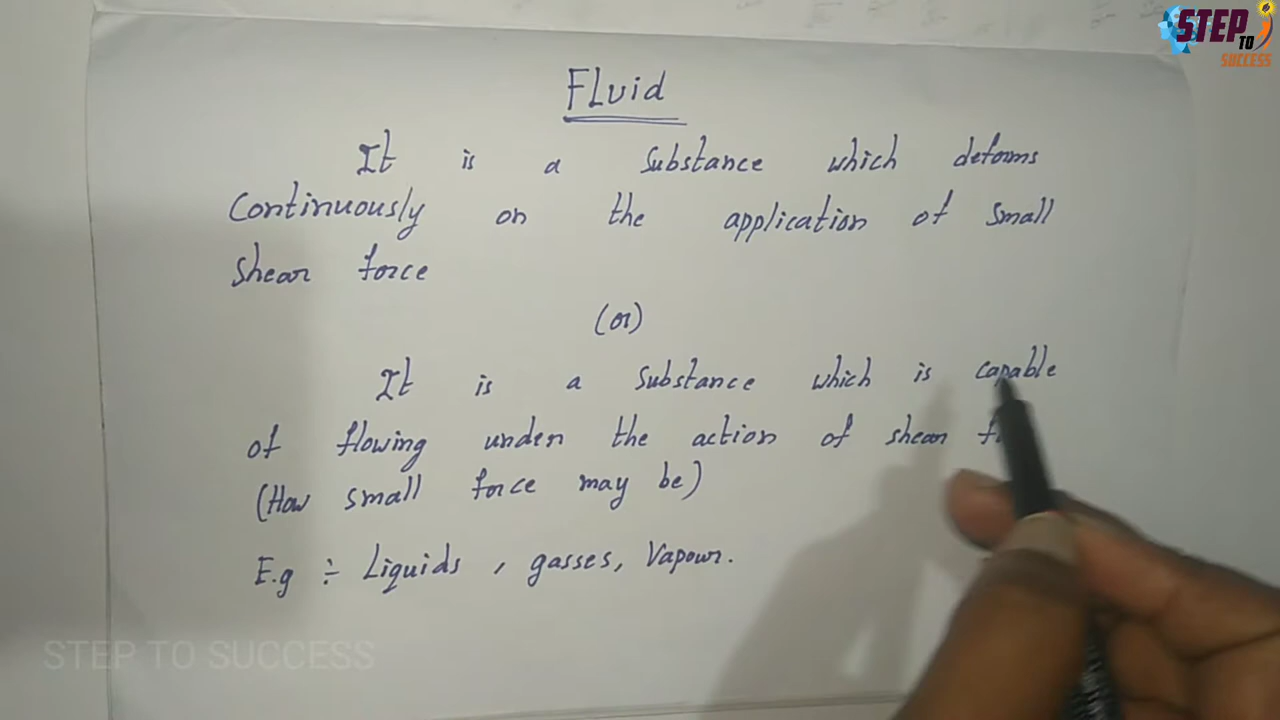 STEP TO SUCCESS
FLuid
It is a Substance which deforms
Continuously on the application of Small
Shear force
(or)
It is a Substance which is capable
of flowing under the action of shear
(How small force may be)
E.g ÷ Liquids , gasses, Vapour.
STEP TO SUCCESS